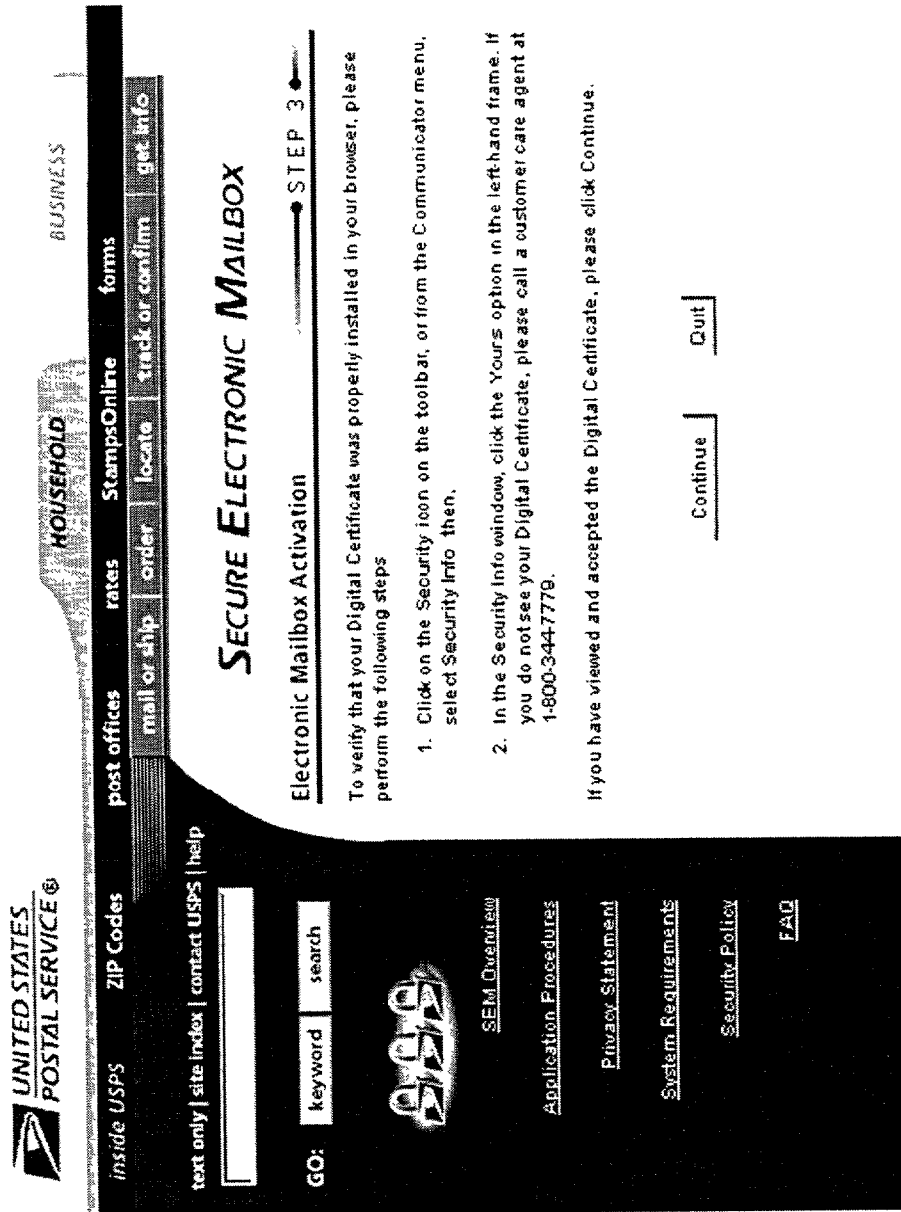 UNITED STATES
POSTAL SERVICE®
HOUSEHOLD
BUSINESS
inside USPS ZIP Codes post offices rates StampsOnline forms
mail or ship order locate track or confirm get info
text only | site index | contact USPS | help
GO: keyword search
SEM Overview
Application Procedures
Privacy Statement
System Requirements
Security Policy
FAQ
SECURE ELECTRONIC MAILBOX
Electronic Mailbox Activation STEP 3
To verify that your Digital Certificate was properly installed in your browser, please
perform the following steps
1. Click on the Security icon on the toolbar, or from the Communicator menu,
select Security Info then.
2. In the Security Info window, click the Yours option in the left-hand frame. If
you do not see your Digital Certificate, please call a customer care agent at
1-800-344-7779.
If you have viewed and accepted the Digital Certificate, please click Continue.
Continue Quit